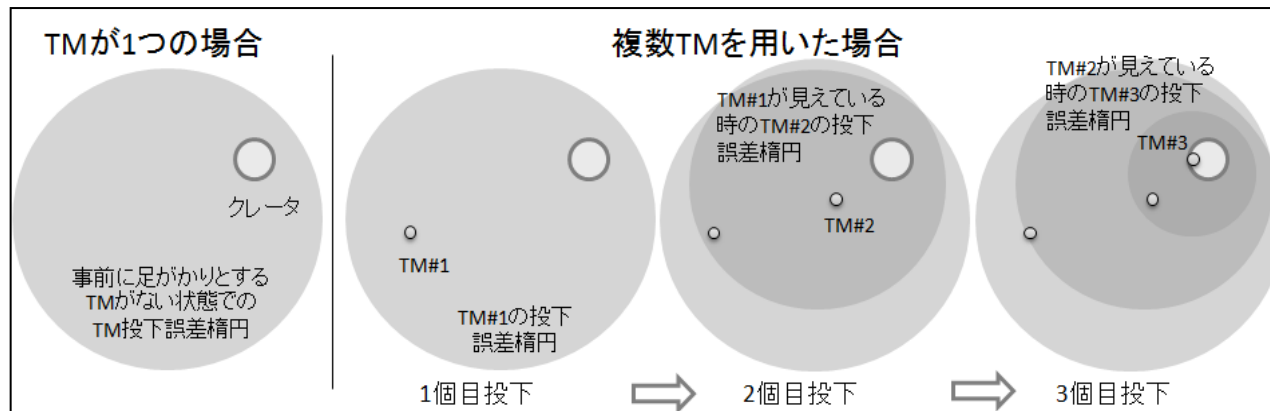 TMが1つの場合
クレータ
事前に足がかりとする
TMがない状態での
TM投下誤差楕円
複数TMを用いた場合
TM#1
TM#1の投下
誤差楕円
1個目投下
TM#1が見えている
時のTM#2の投下
誤差楕円
TM#2
2個目投下
TM#2が見えている
時のTM#3の投下
誤差楕円
TM#3
3個目投下